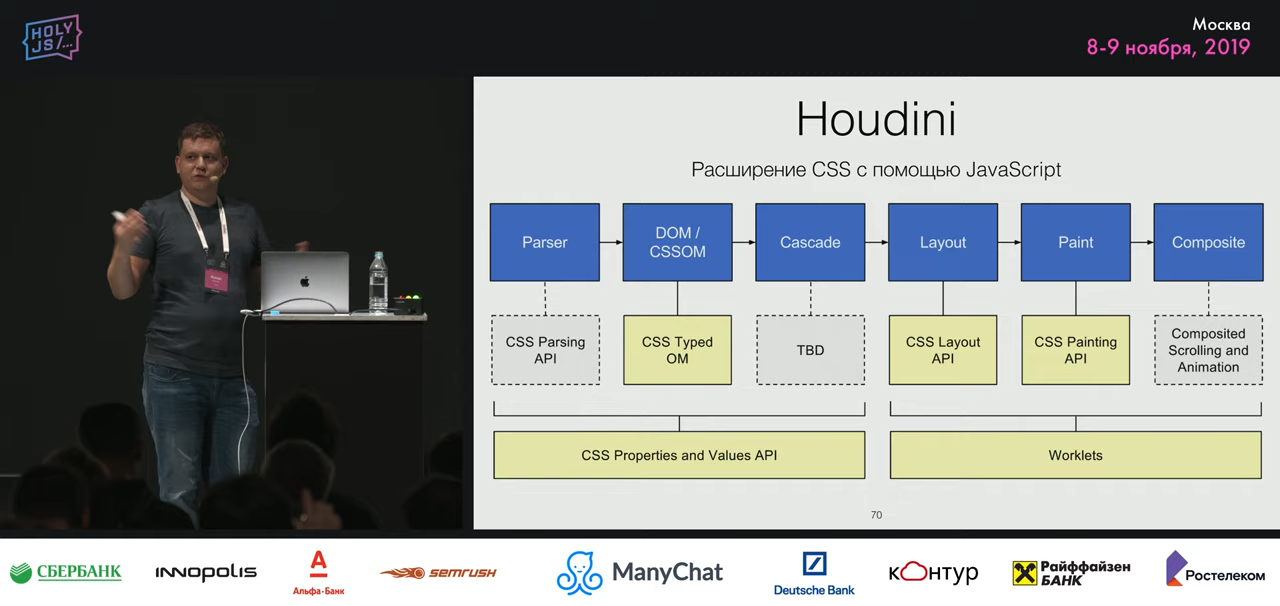 HOLY
JS/...
Москва
8-9 ноября, 2019
Houdini
Расширение CSS с помощью JavaScript
Parser
DOM /
CSSOM
Cascade
Layout
Paint
Composite
CSS Parsing
API
CSS Typed
OM
TBD
CSS Layout
API
CSS Painting
API
Composited
Scrolling and
Animation
CSS Properties and Values API
Worklets
70
СБЕРБАНК
INNOPOLIS
А
Альфа·Банк
SEMRUSH
ManyChat
Deutsche Bank
контур
Райффайзен
БАНК
Ростелеком